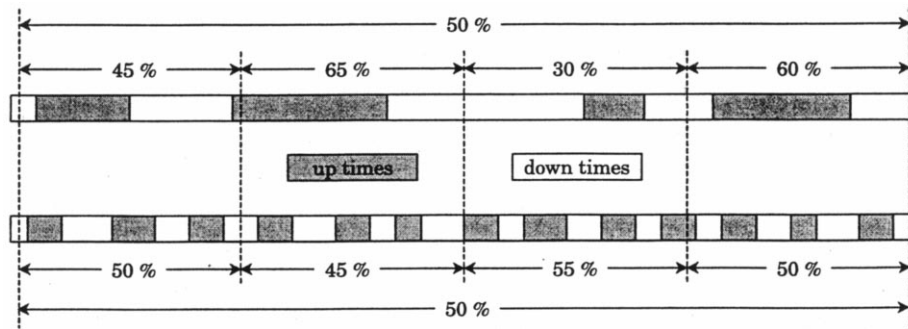 50 %
45 % 65 % 30 % 60 %
up times down times
50 % 45 % 55 % 50 %
50 %